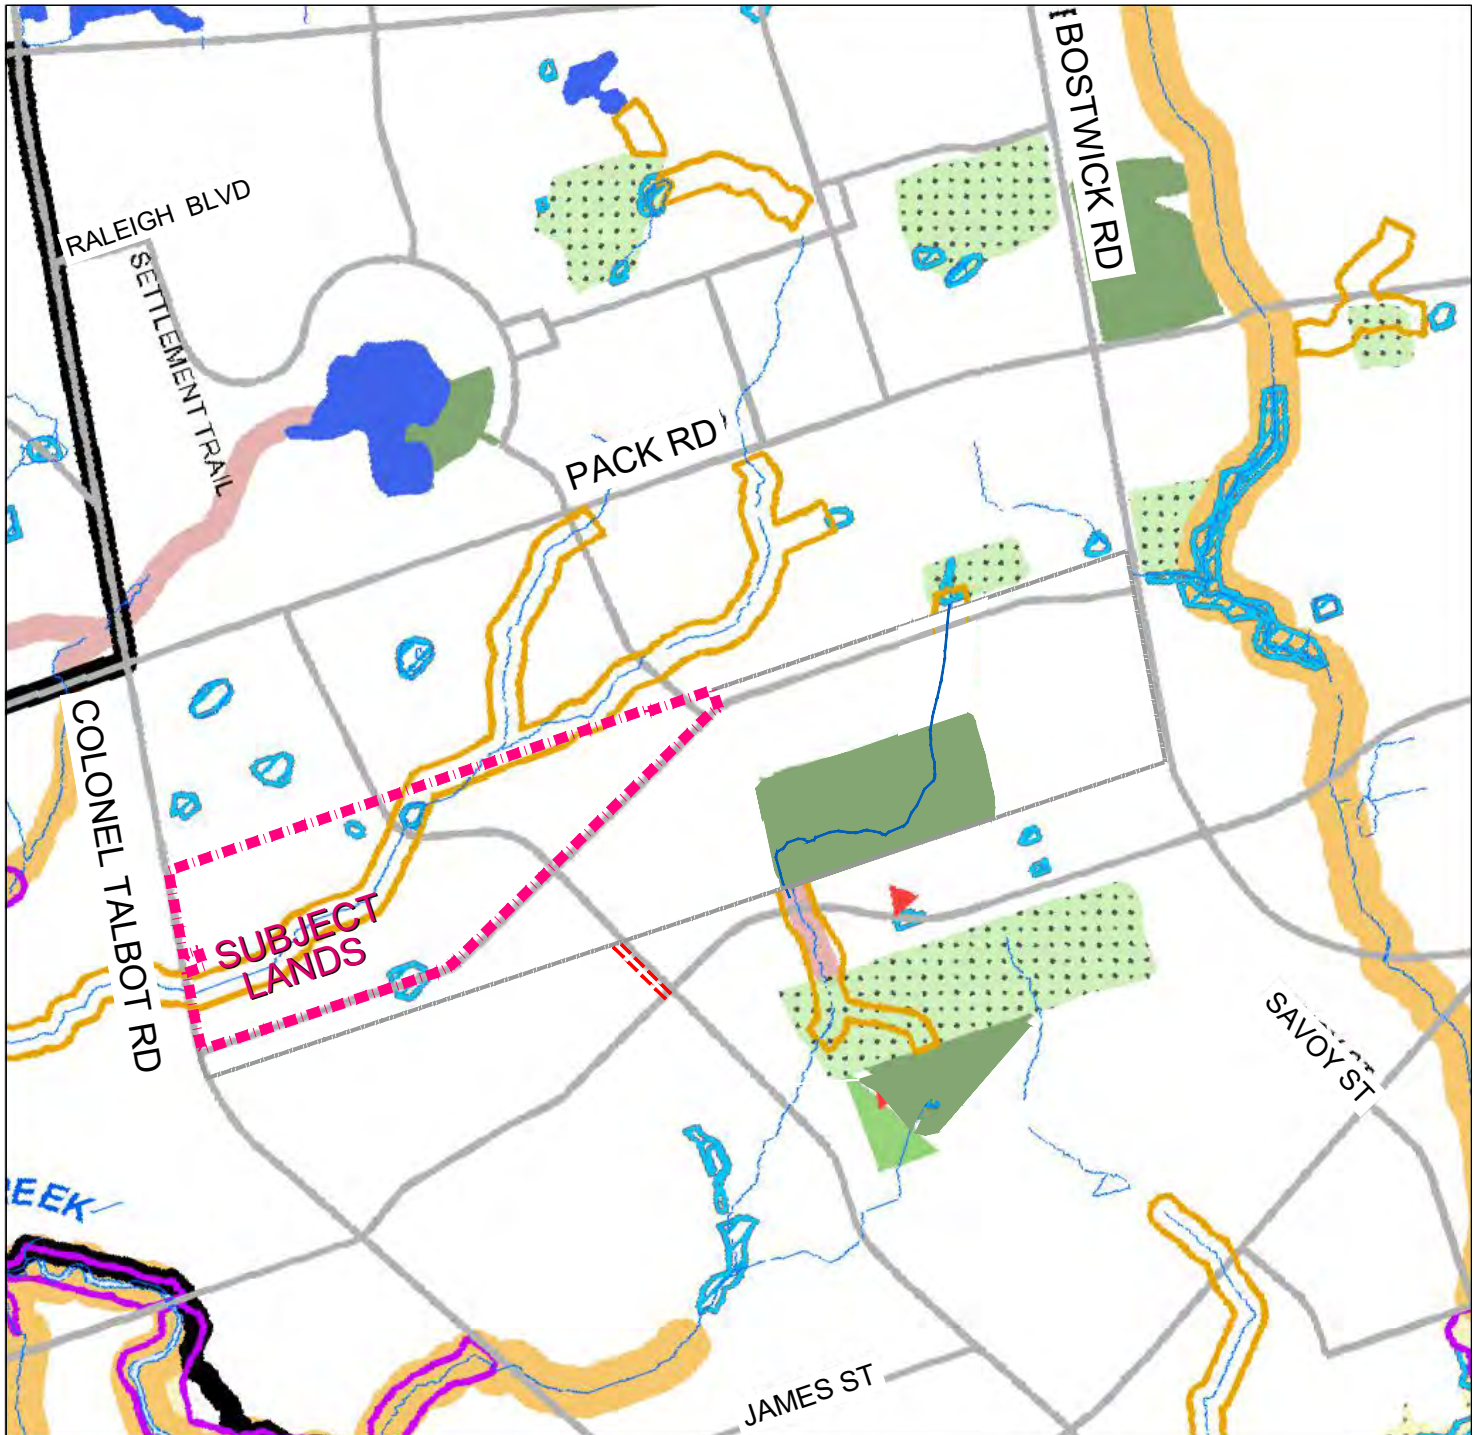 BOSTWICK RD
RALEIGH BLVD
SETTLEMENT TRAIL
PACK RD
COLONEL TALBOT RD
SUBJECT
LANDS
SAVOY ST
EEK
JAMES ST